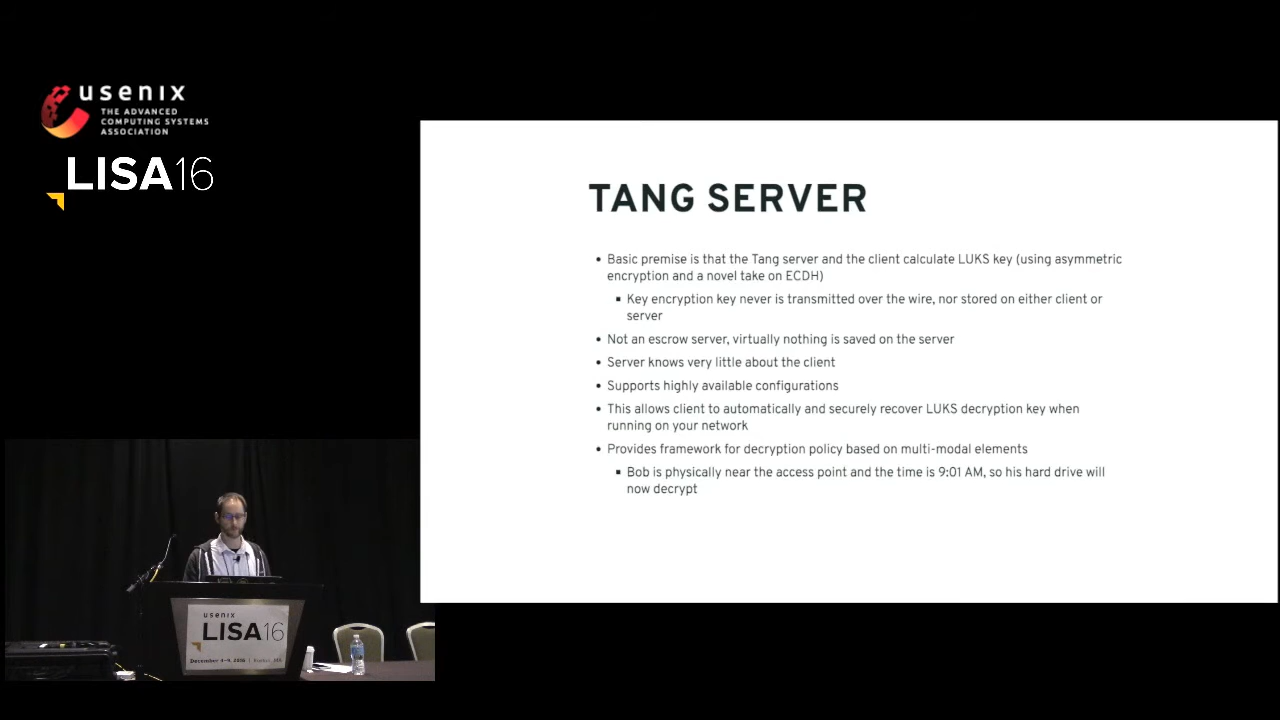 usenix
THE ADVANCED
COMPUTING SYSTEMS
ASSOCIATION
LISA16
TANG SERVER
• Basic premise is that the Tang server and the client calculate LUKS key (using asymmetric
encryption and a novel take on ECDH)
▪ Key encryption key never is transmitted over the wire, nor stored on either client or
server
• Not an escrow server, virtually nothing is saved on the server
• Server knows very little about the client
• Supports highly available configurations
• This allows client to automatically and securely recover LUKS decryption key when
running on your network
• Provides framework for decryption policy based on multi-modal elements
▪ Bob is physically near the access point and the time is 9:01 AM, so his hard drive will
now decrypt
usenix
LISA16
December 4–9, 2016 |